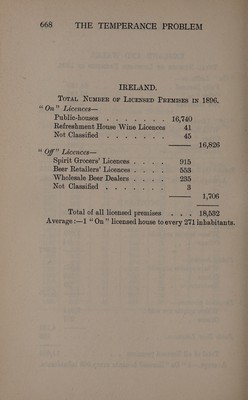 668 THE TEMPERANCE PROBLEM
IRELAND.
TOTAL NUMBER OF LICENSED PREMISES IN 1896.
"On" Licences—
Public-houses . . . . . . . 16,740
Refreshment House Wine Licences 41
Not Classified . . . . . . . 45
16,826
"Off" Licences—
Spirit Grocers' Licences . . . . 915
Beer Retailers' Licences . . . . 553
Wholesale Beer Dealers . . . . 235
Not Classified . . . . . . . 3
1,706
Total of all licensed premises . . . 18,532
Average:—1 "On" licensed house to every 271 inhabitants.